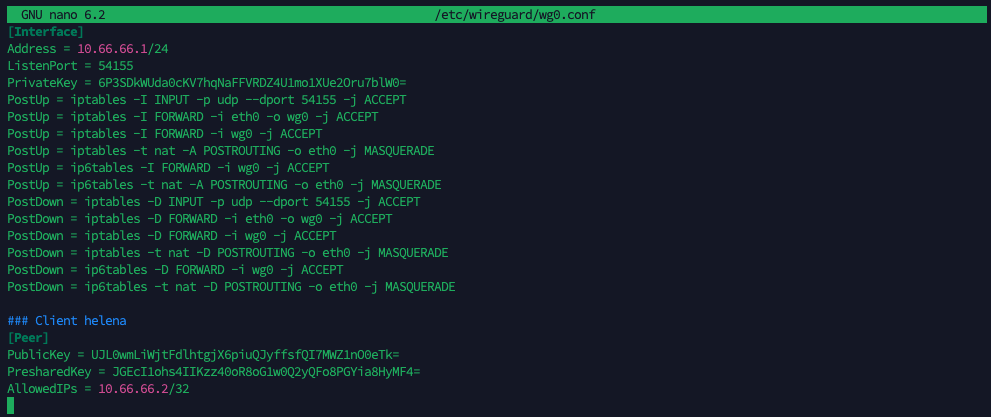 GNU nano 6.2 /etc/wireguard/wg0.conf
[Interface]
Address = 10.66.66.1/24
ListenPort = 54155
PrivateKey = 6P3SDkWUda0cKV7hqNaFFVRDZ4U1mo1XUe2Oru7blW0=
PostUp = iptables -I INPUT -p udp --dport 54155 -j ACCEPT
PostUp = iptables -I FORWARD -i eth0 -o wg0 -j ACCEPT
PostUp = iptables -I FORWARD -i wg0 -j ACCEPT
PostUp = iptables -t nat -A POSTROUTING -o eth0 -j MASQUERADE
PostUp = ip6tables -I FORWARD -i wg0 -j ACCEPT
PostUp = ip6tables -t nat -A POSTROUTING -o eth0 -j MASQUERADE
PostDown = iptables -D INPUT -p udp --dport 54155 -j ACCEPT
PostDown = iptables -D FORWARD -i eth0 -o wg0 -j ACCEPT
PostDown = iptables -D FORWARD -i wg0 -j ACCEPT
PostDown = iptables -t nat -D POSTROUTING -o eth0 -j MASQUERADE
PostDown = ip6tables -D FORWARD -i wg0 -j ACCEPT
PostDown = ip6tables -t nat -D POSTROUTING -o eth0 -j MASQUERADE
### Client helena
[Peer]
PublicKey = UJL0wmLiWjtFdlhtgjX6piuQJyffsfQI7MWZ1nO0eTk=
PresharedKey = JGEcI1ohs4IIKzz40oR8oG1w0Q2yQFo8PGYia8HyMF4=
AllowedIPs = 10.66.66.2/32